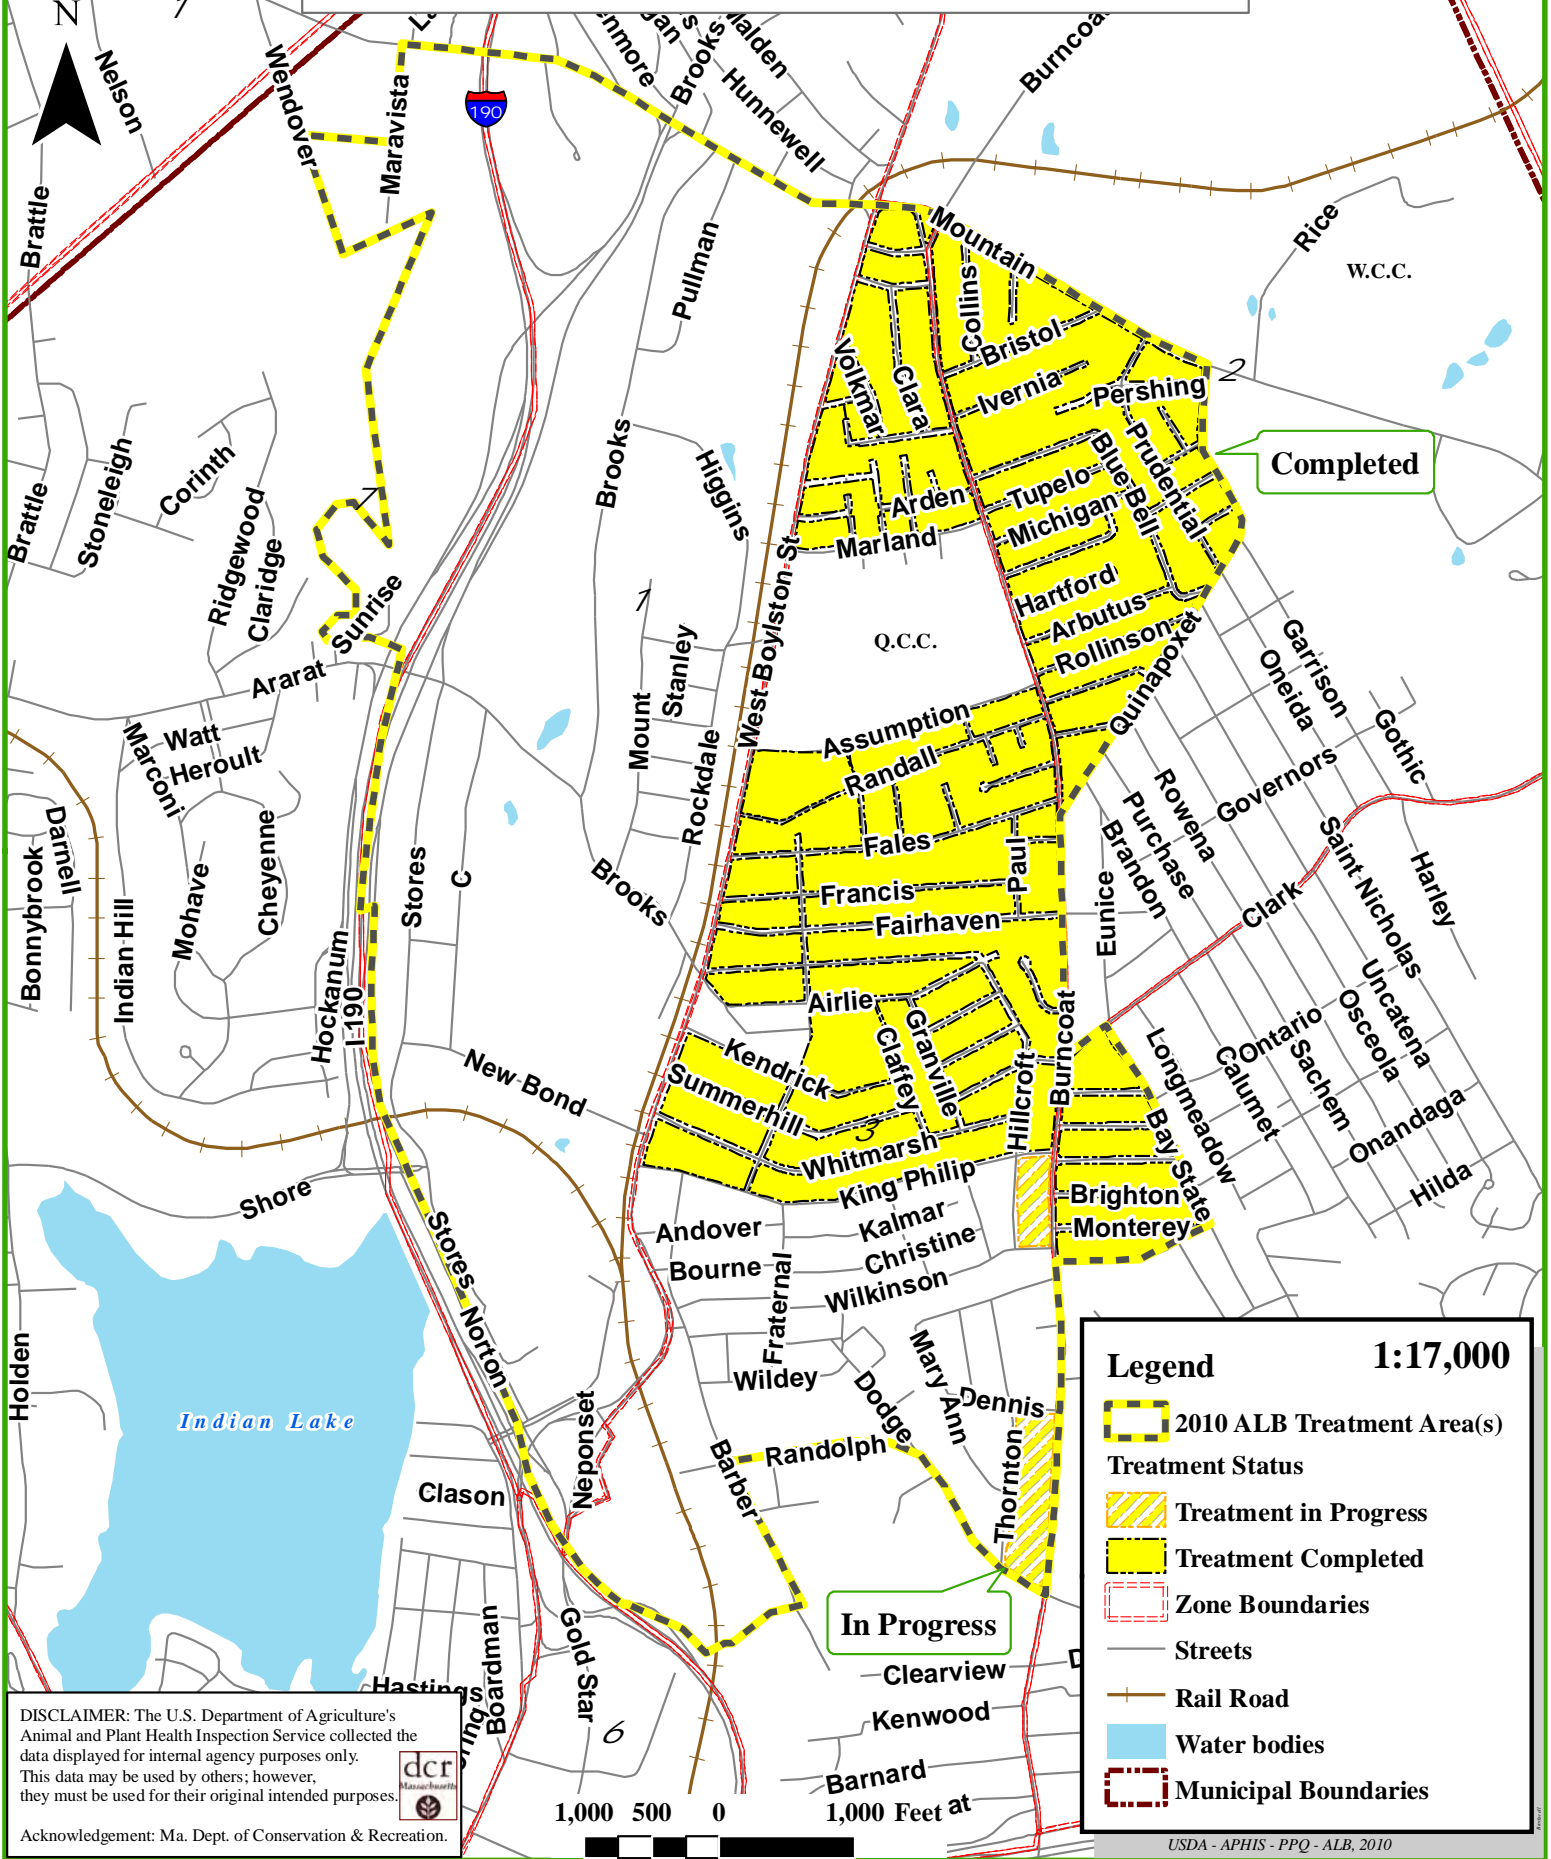 N
7
Nelson
Wendover
Maravista
190
Brooks
Malden
Hunnewell
Burncoat
Brattle
Pullman
Mountain
Rice
W.C.C.
Collins
Bristol
Volkmar
Clara
Ivernia
Pershing
2
Completed
Brooks
Higgins
Blue Bell
Prudential
Tupelo
Arden
Michigan
Marland
Brattle
Stoneleigh
Corinth
Ridgewood
Claridge
7
Sunrise
1
West Boylston St
Hartford
Arbutus
Rollinson
Quinapoxet
Q.C.C.
Garrison
Oneida
Gothic
Ararat
Mount
Stanley
Rockdale
Assumption
Randall
Watt
Heroult
Marconi
Governors
Rowena
Purchase
Brandon
Darnell
Bonnybrook
Indian Hill
Mohave
Cheyenne
Stores
C
Brooks
Fales
Francis
Fairhaven
Paul
Eunice
Clark
Saint Nicholas
Harley
Hockanum
I 190
Airlie
Granville
Claffey
Burncoat
Hillcroft
Uncatena
Osceola
Ontario
Sachem
Calumet
Longmeadow
Onandaga
Hilda
New Bond
Kendrick
Summerhill
3
Whitmarsh
King Philip
Bay State
Brighton
Monterey
Shore
Stores
Andover
Bourne
Kalmar
Christine
Wilkinson
Fraternal
Norton
Holden
Indian Lake
Wildey
Mary Ann
Dodge
Dennis
Randolph
Barber
Neponset
Thornton
Clason
In Progress
Boardman
Gold Star
Hastings
6
Clearview
Kenwood
Barnard
Legend
1:17,000
2010 ALB Treatment Area(s)
Treatment Status
Treatment in Progress
Treatment Completed
Zone Boundaries
Streets
Rail Road
Water bodies
Municipal Boundaries
USDA - APHIS - PPQ - ALB, 2010
DISCLAIMER: The U.S. Department of Agriculture's
Animal and Plant Health Inspection Service collected the
data displayed for internal agency purposes only.
This data may be used by others; however,
they must be used for their original intended purposes.
Acknowledgement: Ma. Dept. of Conservation & Recreation.
dcr
Massachusetts
1,000 500 0 1,000 Feet